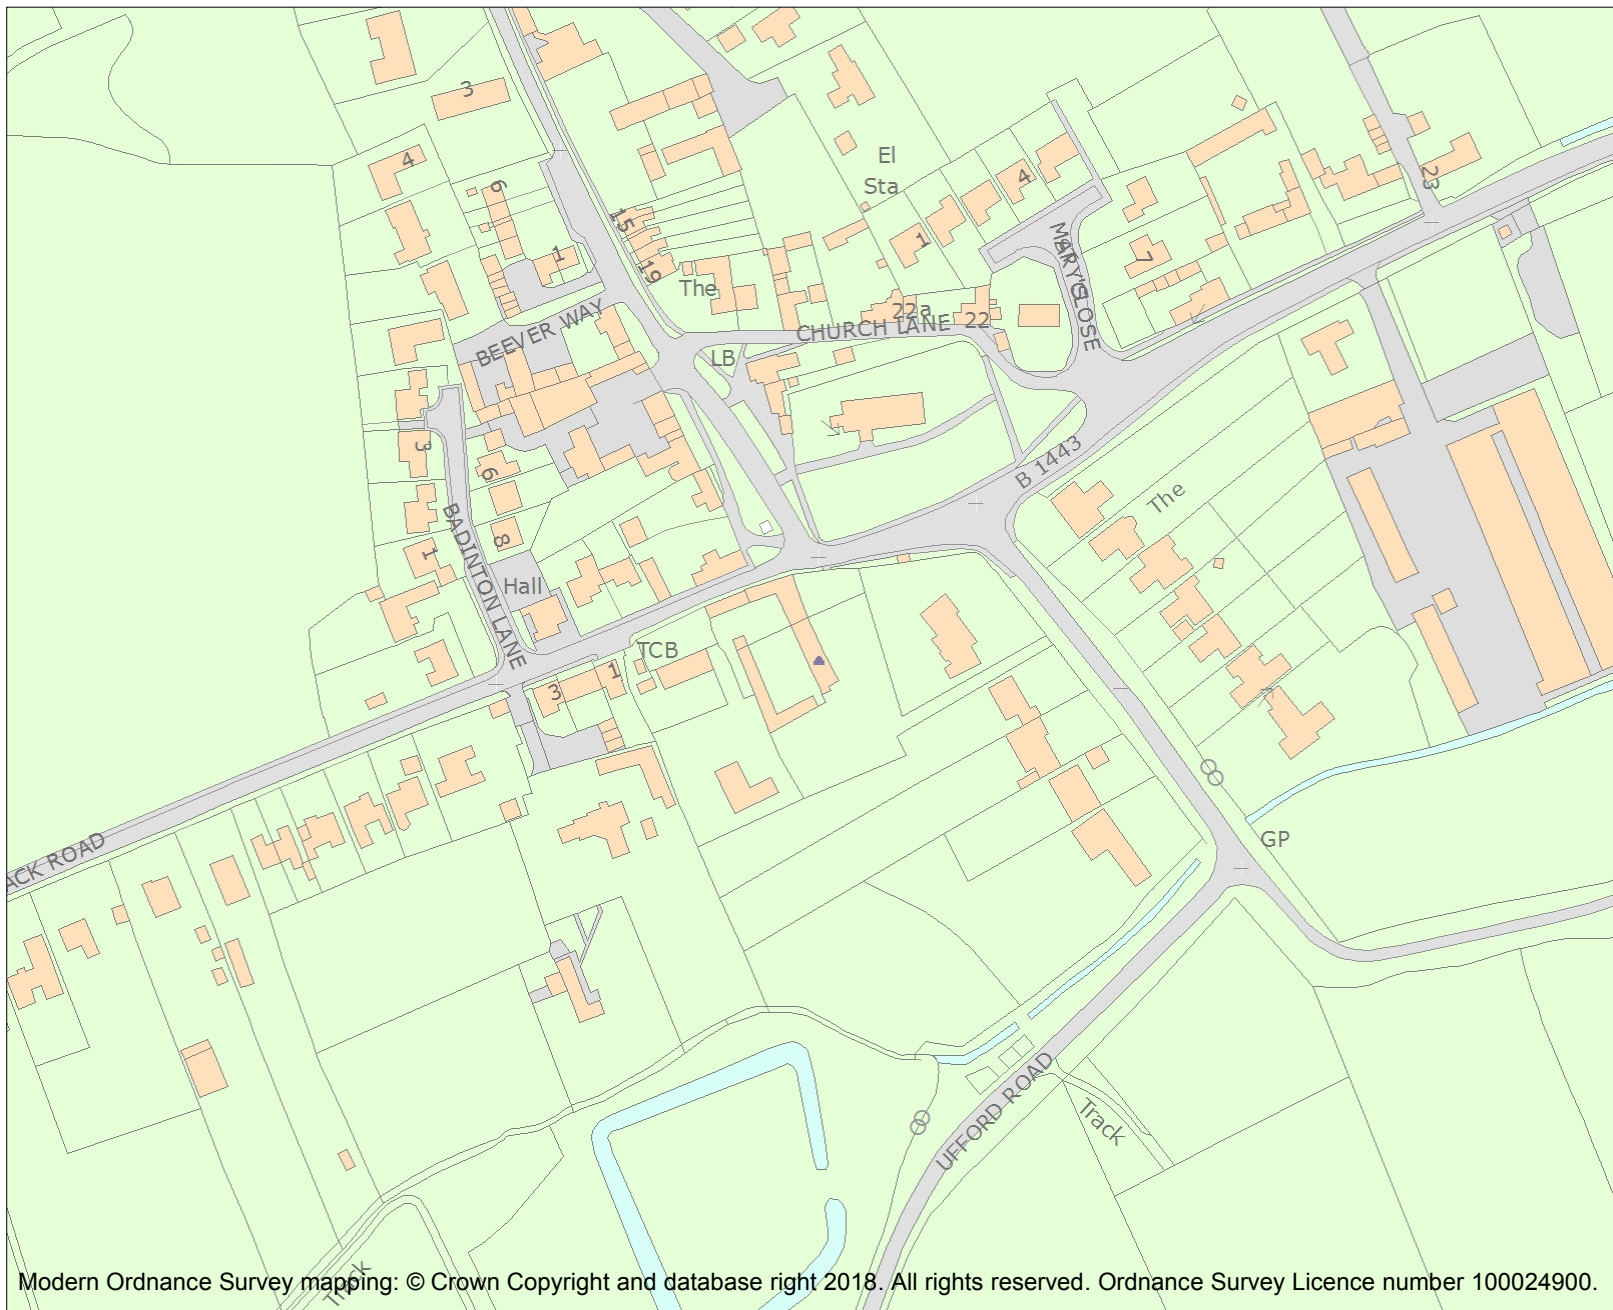 3
4
6
El
Sta
4
23
15
1
1
MARY'S
CLOSE
7
19
The
22a
22
CHURCH LANE
BEEVER WAY
LB
3
6
B 1443
The
BADINTON LANE
8
1
Hall
TCB
1
3
GP
ACK ROAD
UFFORD ROAD
Track
Track
Modern Ordnance Survey mapping: © Crown Copyright and database right 2018. All rights reserved. Ordnance Survey Licence number 100024900.